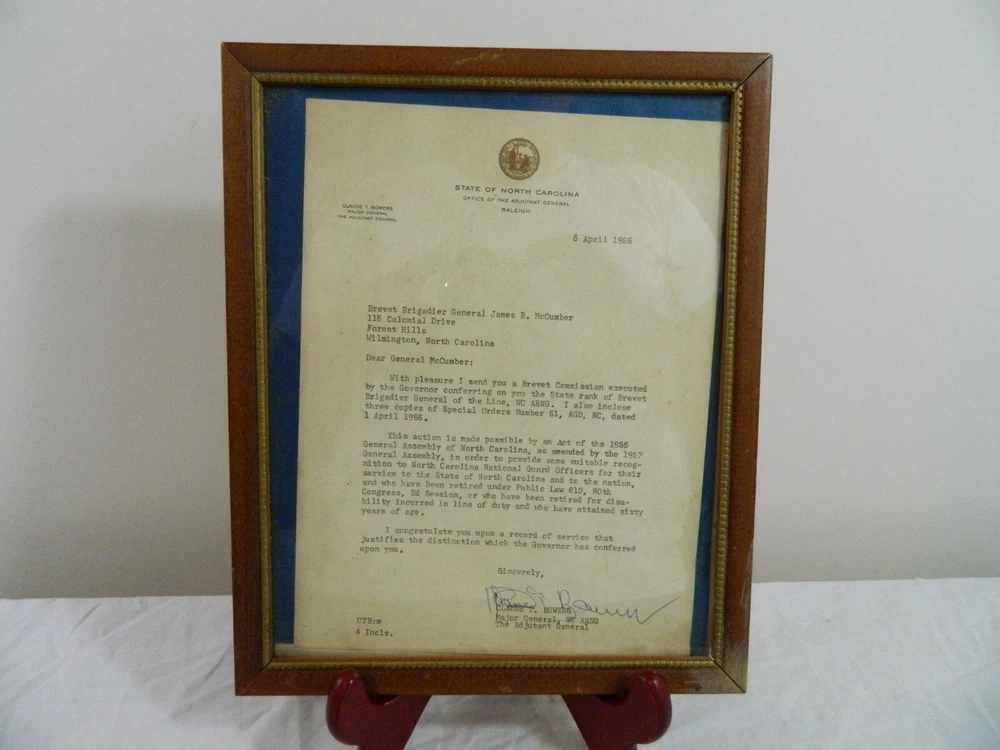 STATE OF NORTH CAROLINA
OFFICE OF THE ADJUTANT GENERAL
RALEIGH
CLAUDE T. BOWERS
MAJOR GENERAL
THE ADJUTANT GENERAL
April 1966
Brevet Brigadier General James B. McCumber
115 Colonial Drive
Forest Hills
Wilmington, North Carolina
Dear General McCumber:
With pleasure I send you a Brevet Commission executed
by the Governor conferring on you the State rank of Brevet
Brigadier General of the Line, NC ARNG. I also inclose
three copies of Special Orders Number 61, AGD, NC, dated
1 April 1966.
This action is made possible by an Act of the 1955
General Assembly of North Carolina, as amended by the 1957
General Assembly, in order to provide some suitable recog-
nition to North Carolina National Guard Officers for their
service to the State of North Carolina and to the nation,
and who have been retired under Public Law 810, 80th
Congress, 2d Session, or who have been retired for disa-
bility incurred in line of duty and who have attained sixty
years of age.
I congratulate you upon a record of service that
justifies the distinction which the Governor has conferred
upon you.
Sincerely,
CLAUDE T. BOWERS
Major General, NC ARNG
The Adjutant General
CTB:m
4 Incls.